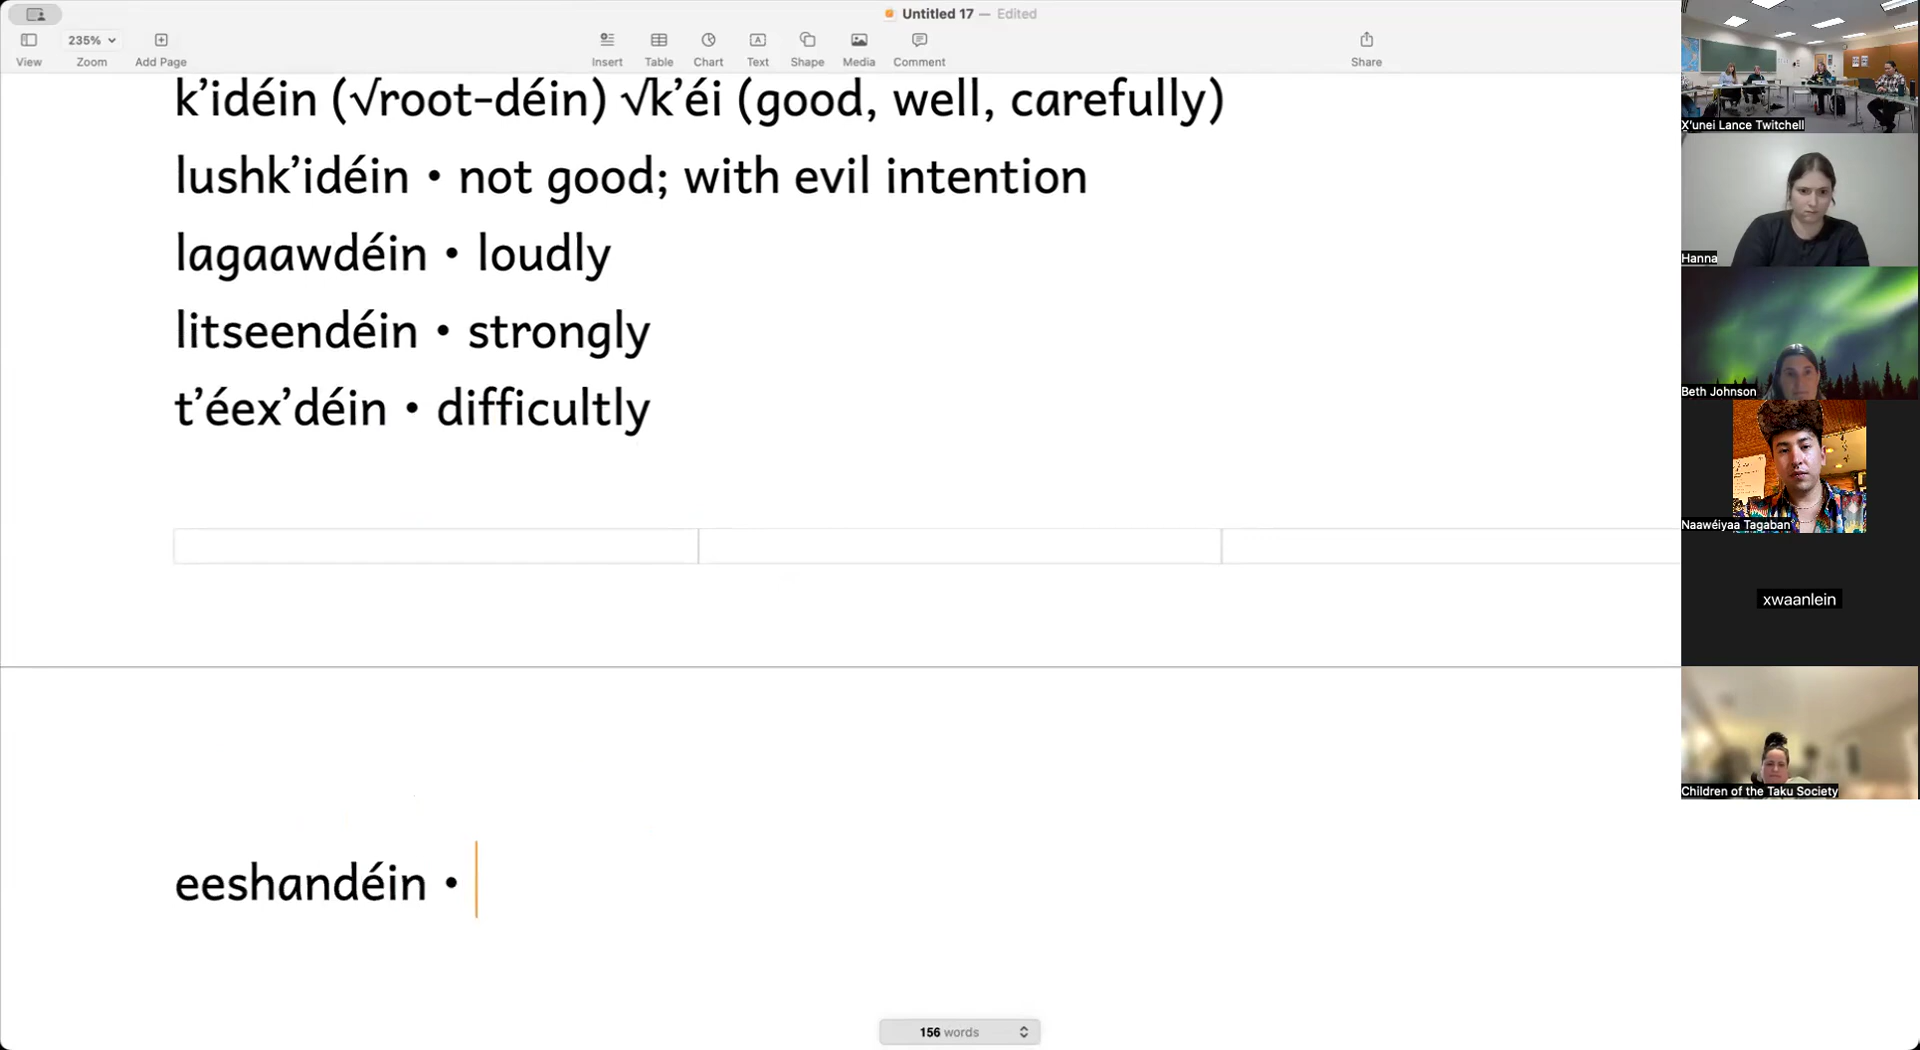 Untitled 17 — Edited
235%
View Zoom Add Page Insert Table Chart Text Shape Media Comment Share
k’idéin (√root-déin) √k’éi (good, well, carefully)
lushk’idéin • not good; with evil intention
lagaawdéin • loudly
litseendéin • strongly
t’éex’déin • difficultly
eeshandéin •
156 words
X'unei Lance Twitchell
Hanna
Beth Johnson
Naawéiyaa Tagaban
xwaanlein
Children of the Taku Society